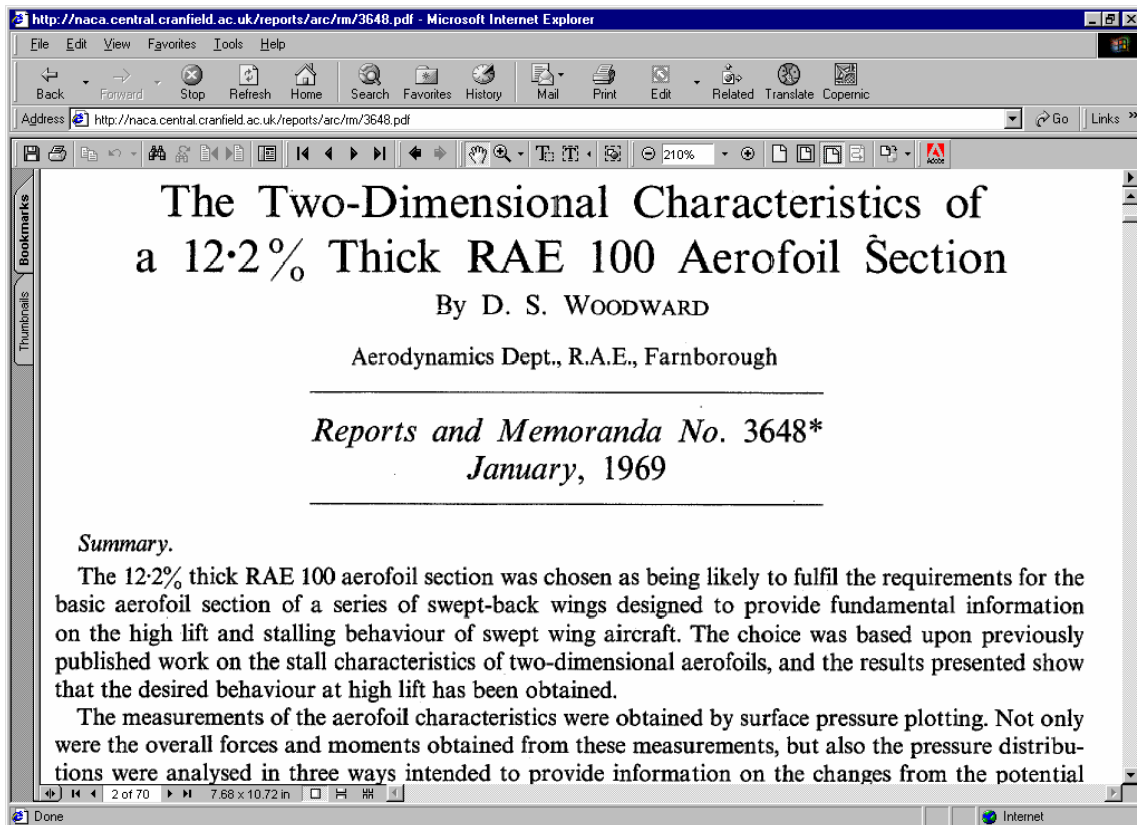 http://naca.central.cranfield.ac.uk/reports/arc/rm/3648.pdf - Microsoft Internet Explorer
File Edit View Favorites Tools Help
Back Forward Stop Refresh Home Search Favorites History Mail Print Edit Related Translate Copernic
Address http://naca.central.cranfield.ac.uk/reports/arc/rm/3648.pdf Go Links »
210%
Adobe
Bookmarks
Thumbnails
The Two-Dimensional Characteristics of
a 12·2% Thick RAE 100 Aerofoil Section
By D. S. WOODWARD
Aerodynamics Dept., R.A.E., Farnborough
Reports and Memoranda No. 3648*
January, 1969
Summary.
The 12·2% thick RAE 100 aerofoil section was chosen as being likely to fulfil the requirements for the
basic aerofoil section of a series of swept-back wings designed to provide fundamental information
on the high lift and stalling behaviour of swept wing aircraft. The choice was based upon previously
published work on the stall characteristics of two-dimensional aerofoils, and the results presented show
that the desired behaviour at high lift has been obtained.
The measurements of the aerofoil characteristics were obtained by surface pressure plotting. Not only
were the overall forces and moments obtained from these measurements, but also the pressure distribu-
tions were analysed in three ways intended to provide information on the changes from the potential
2 of 70 7.68 x 10.72 in
Done Internet